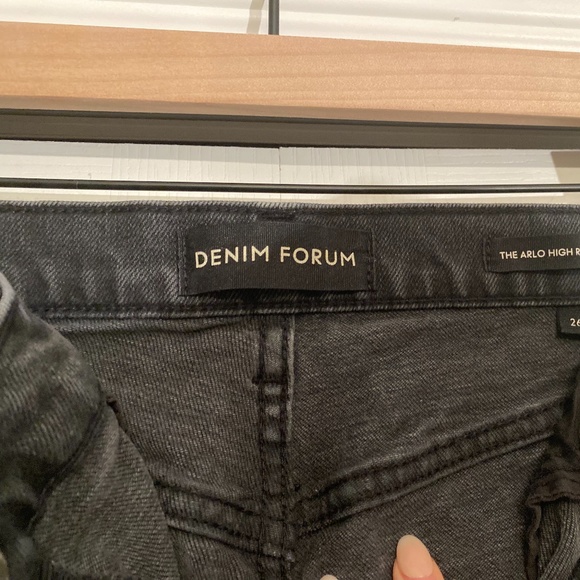 DENIM FORUM
THE ARLO HIGH
26